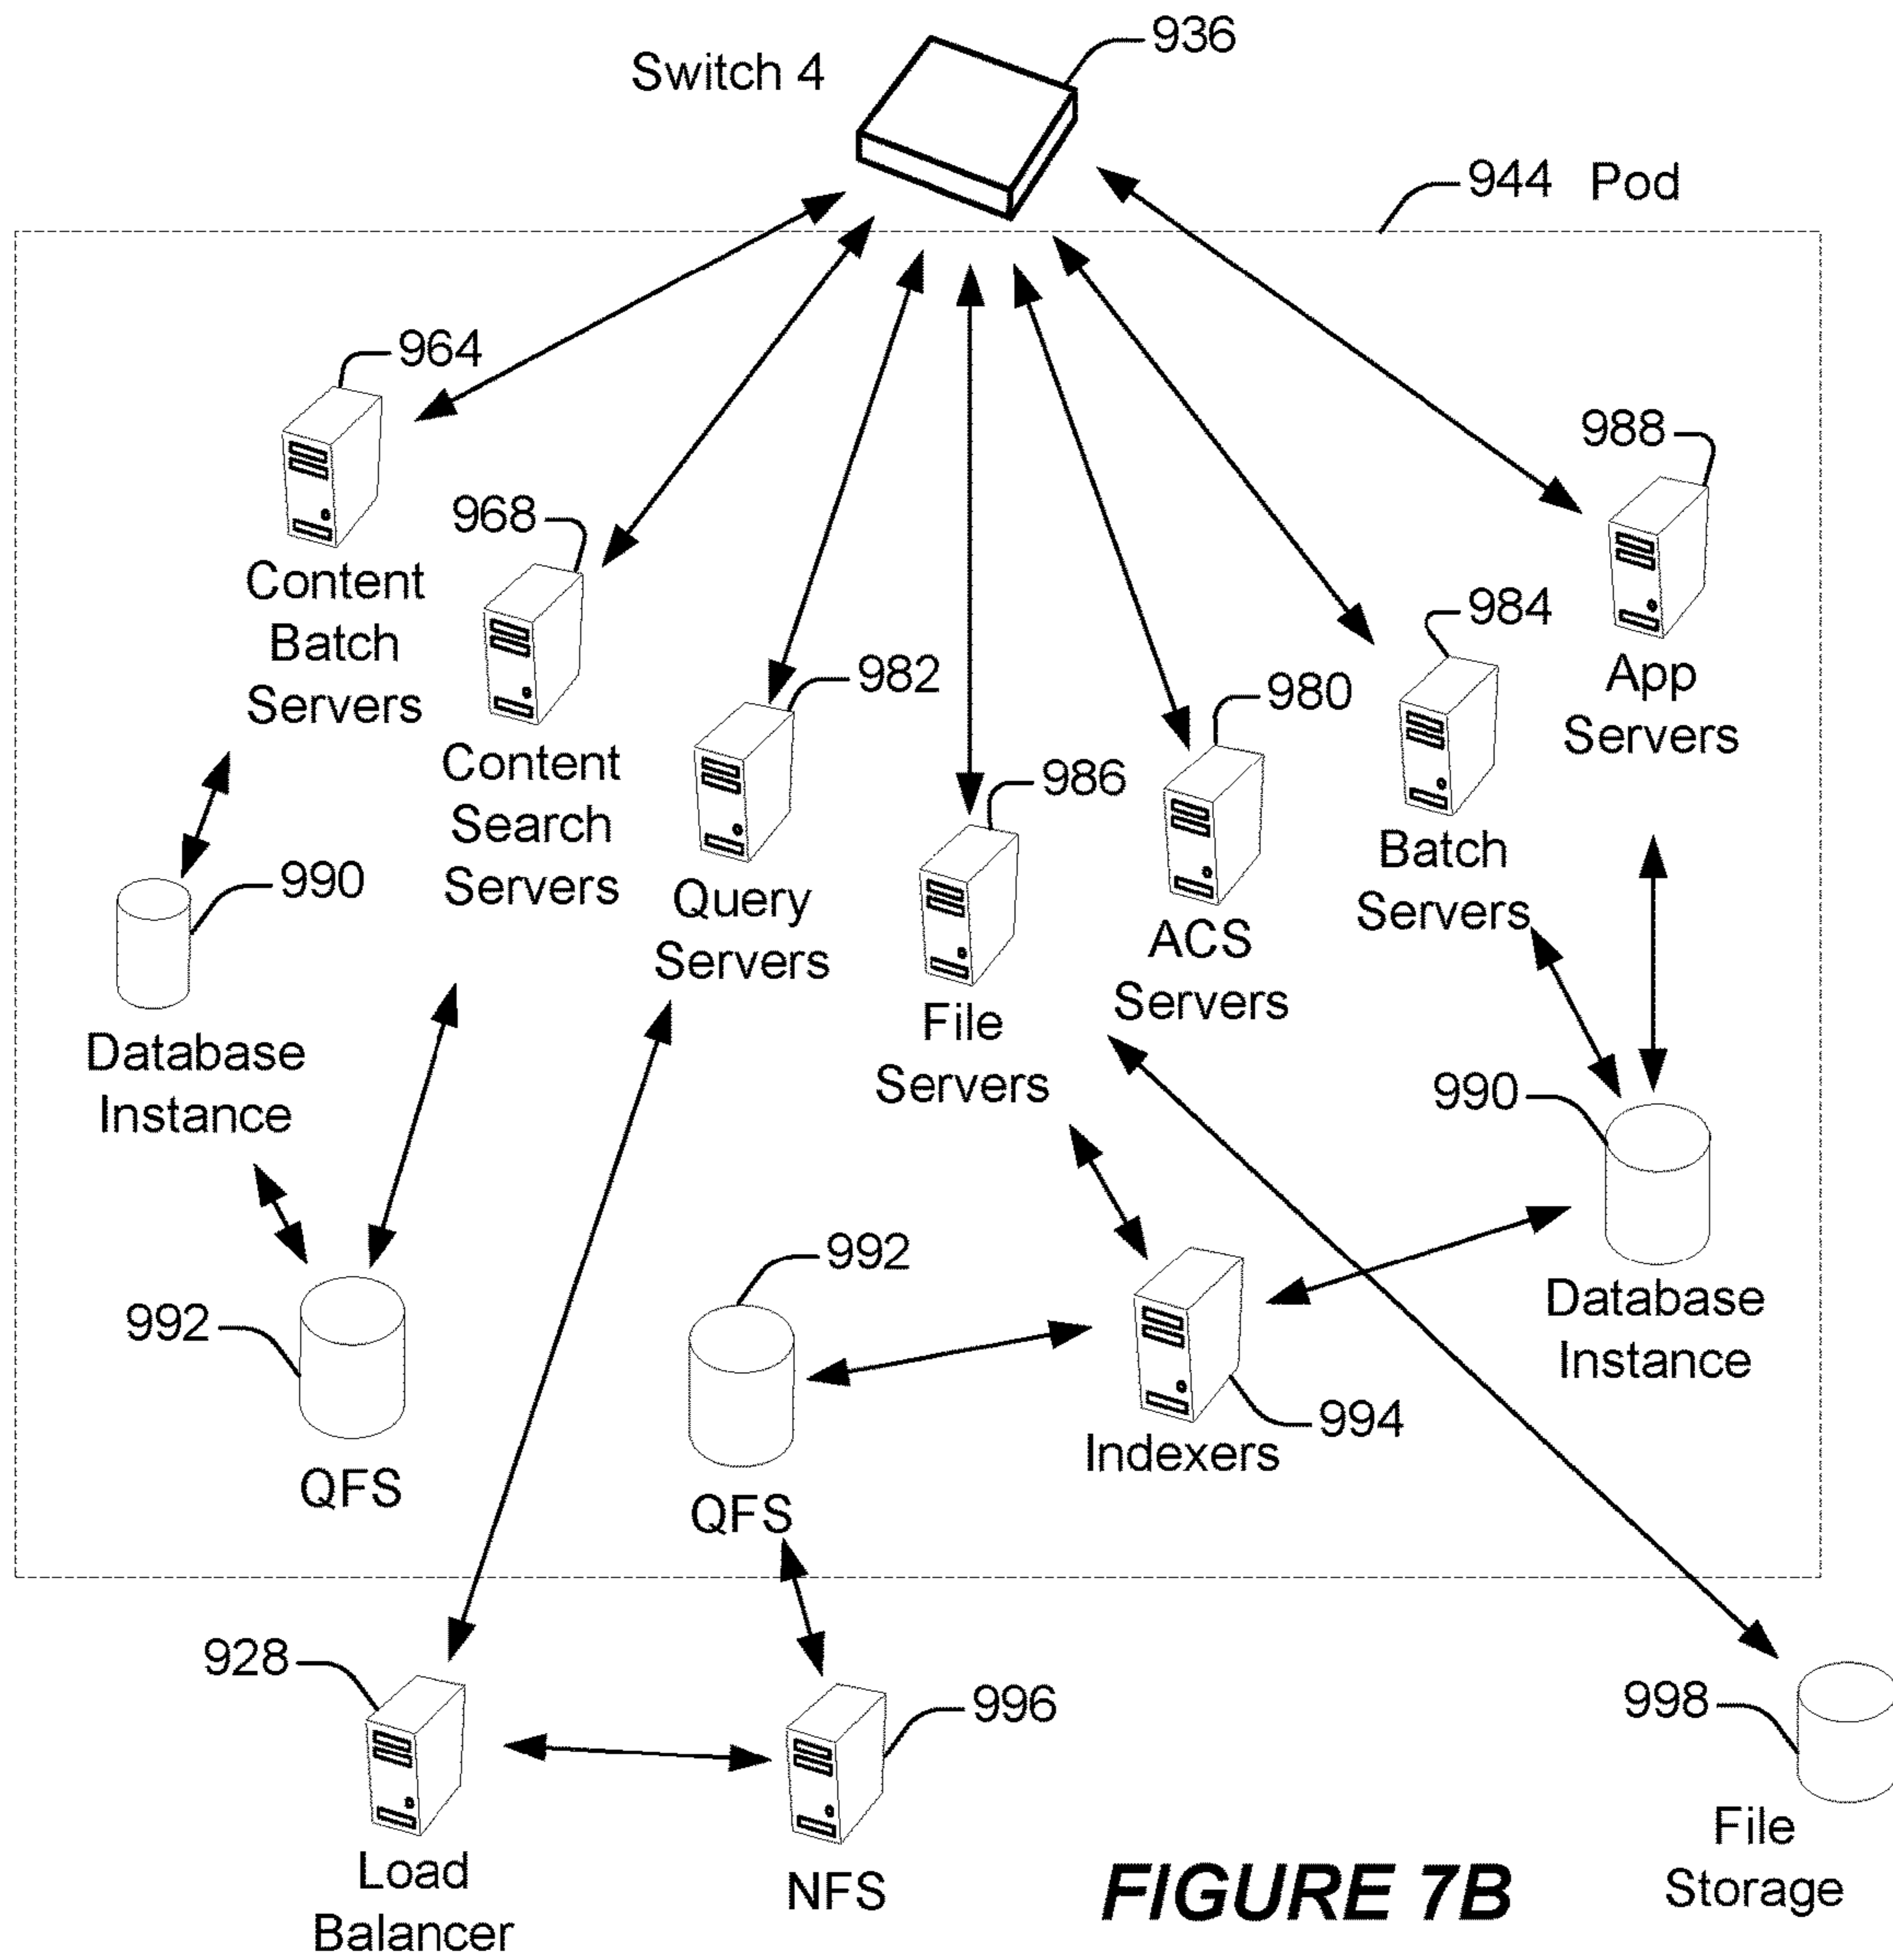 936
Switch 4
944 Pod
964
988
968
Content
Batch
Servers
984
982
980
App
Servers
Content
Search
Servers
986
990
Query
Servers
Batch
Servers
ACS
Servers
File
Servers
Database
Instance
990
992
992
Database
Instance
994
Indexers
QFS
QFS
928
996
998
Load
Balancer
NFS
File
Storage
FIGURE 7B